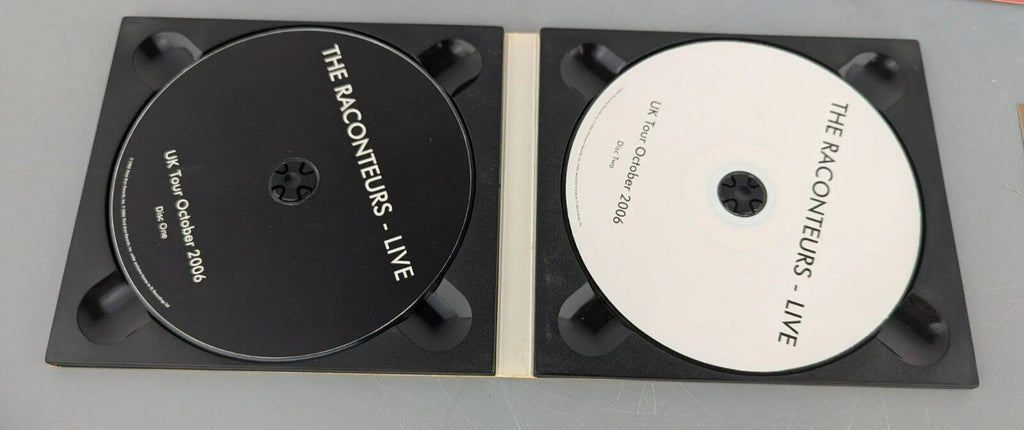 THE RACONTEURS - LIVE
UK Tour October 2006
Disc One
THE RACONTEURS - LIVE
UK Tour October 2006
Disc Two